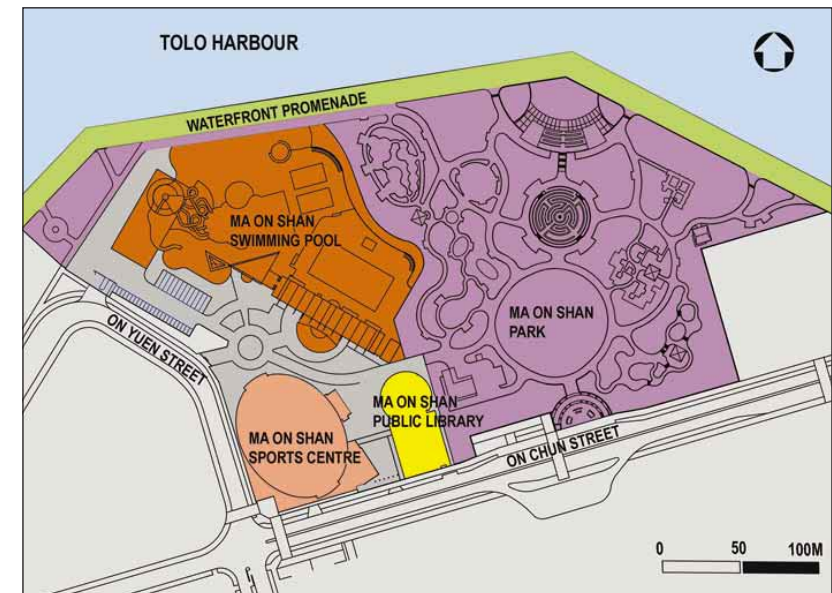 TOLO HARBOUR
WATERFRONT PROMENADE
MA ON SHAN
SWIMMING POOL
MA ON SHAN
PARK
ON YUEN STREET
MA ON SHAN
PUBLIC LIBRARY
MA ON SHAN
SPORTS CENTRE
ON CHUN STREET
0 50 100M